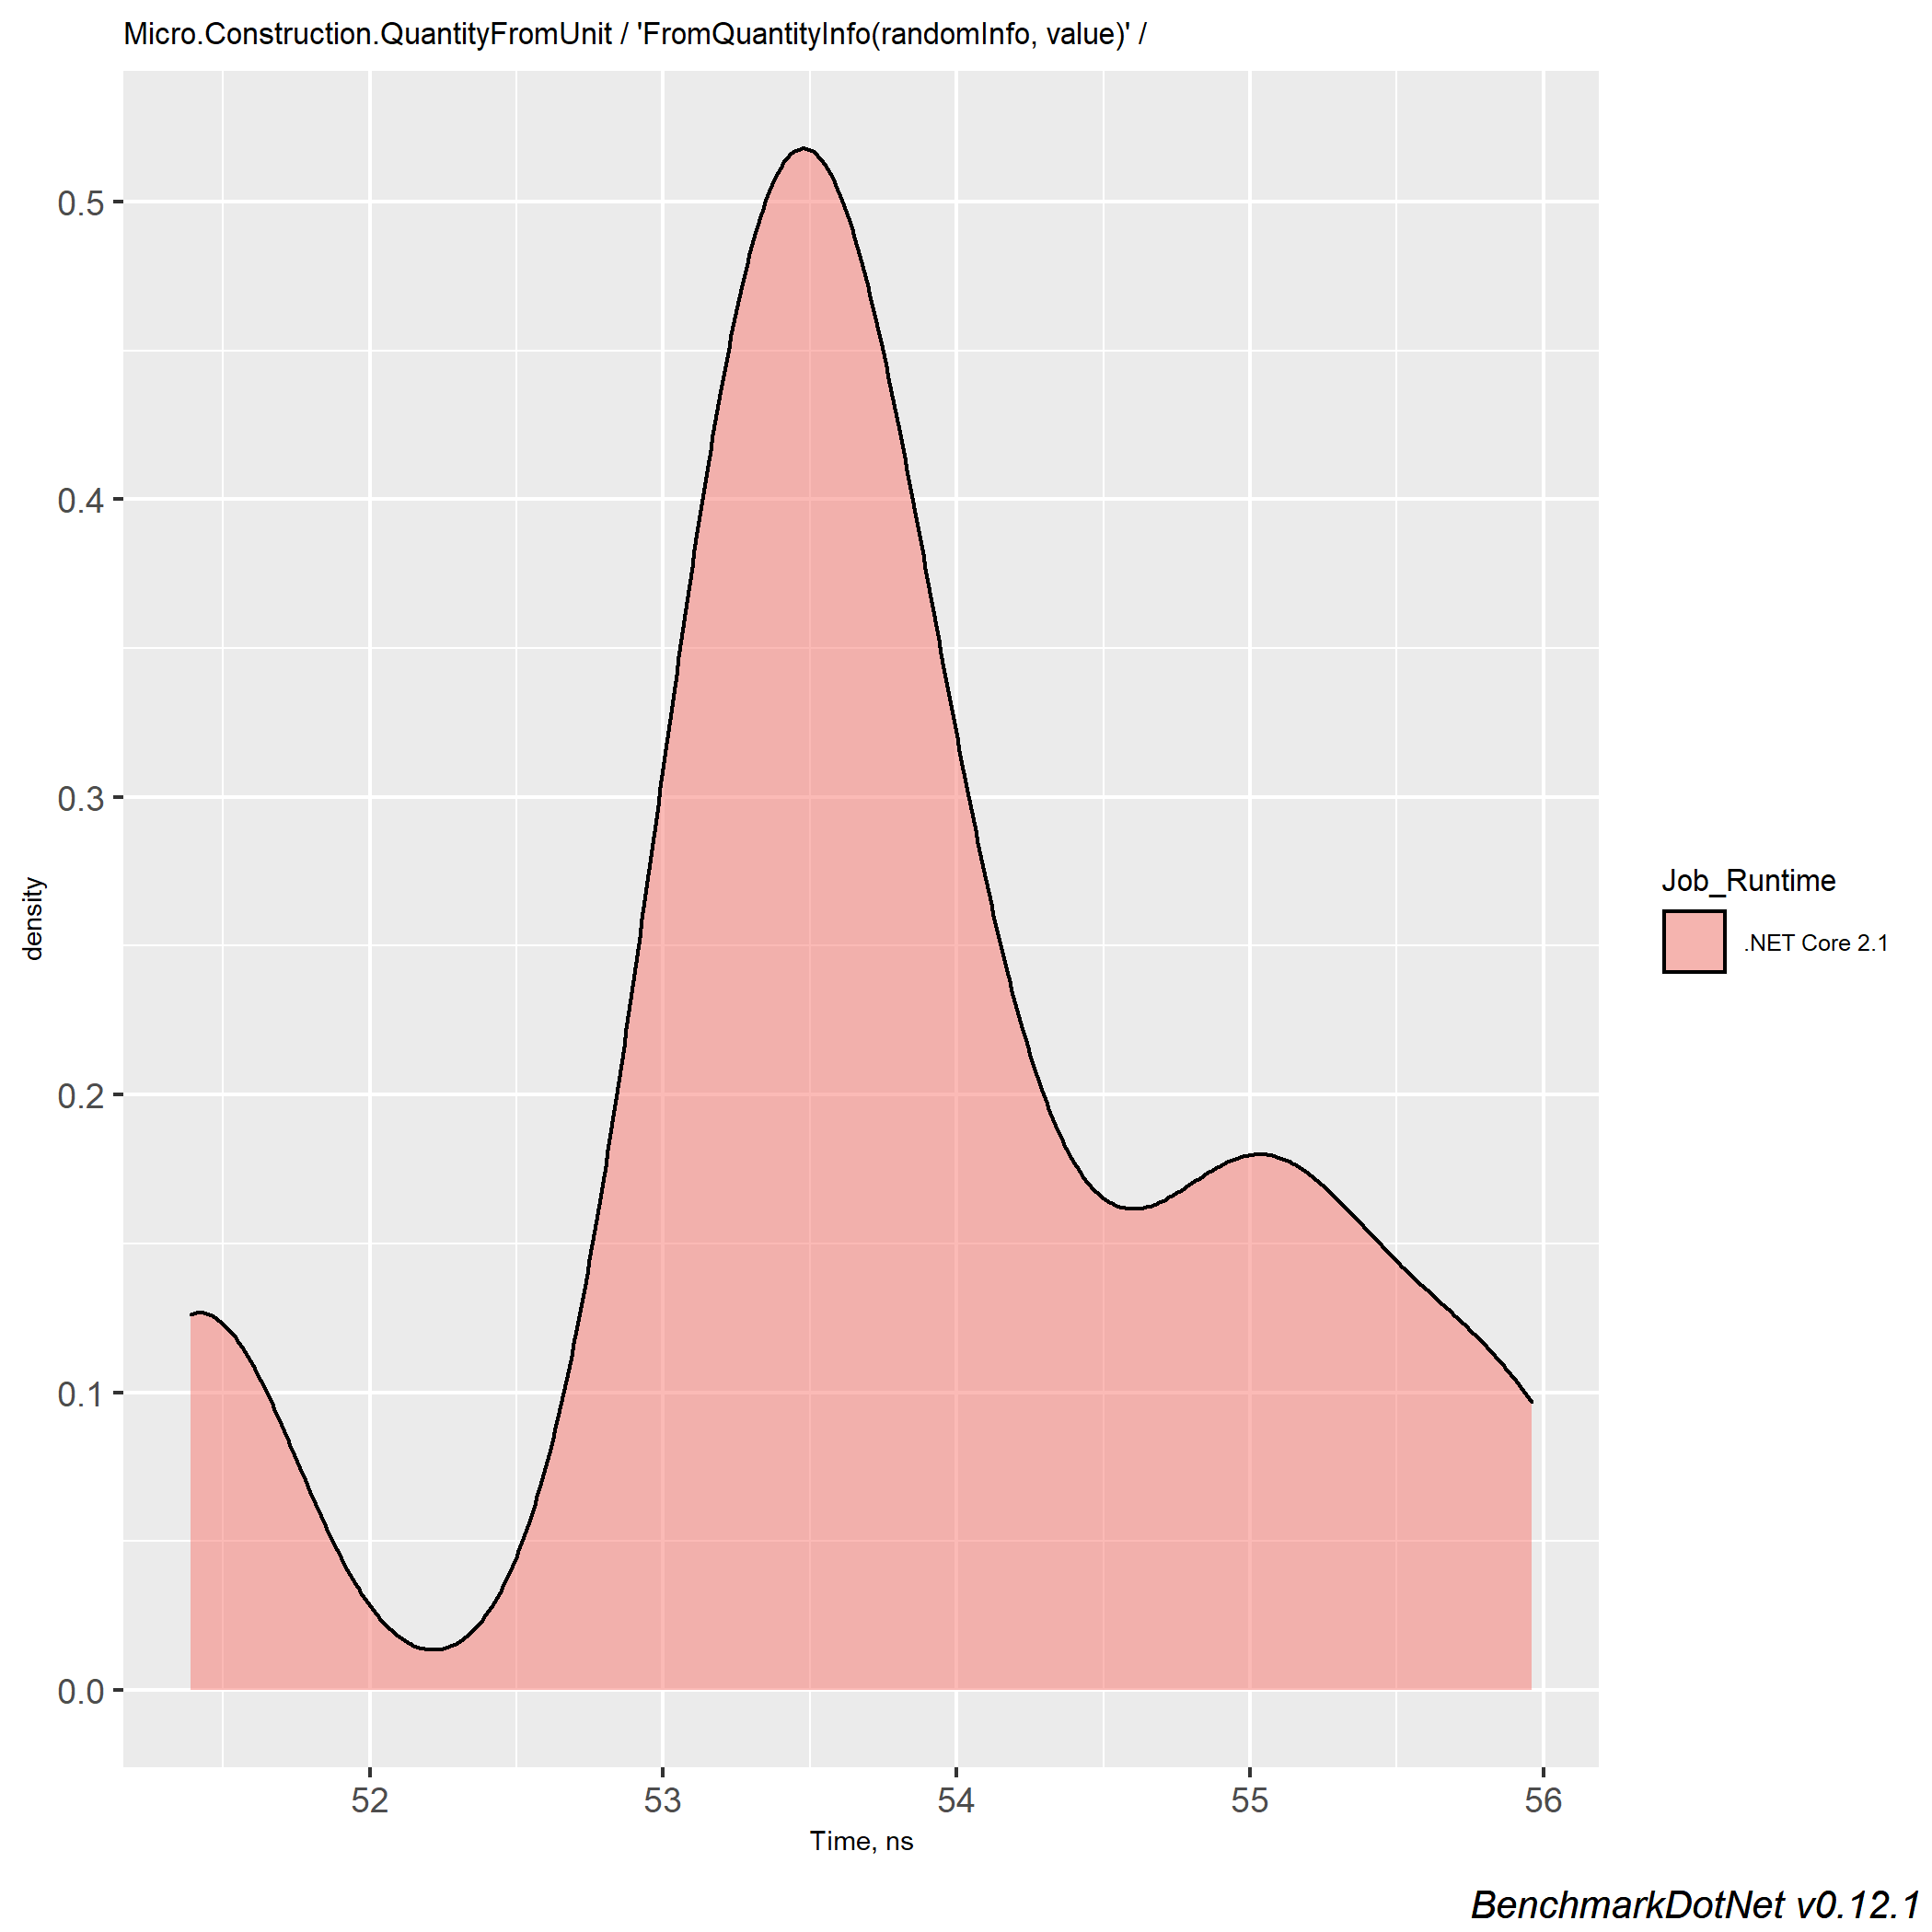 Micro.Construction.QuantityFromUnit / 'FromQuantityInfo(randomInfo, value)' /
0.5
0.4
0.3
0.2
0.1
0.0
density
52 53 54 55 56
Time, ns
Job_Runtime
.NET Core 2.1
BenchmarkDotNet v0.12.1